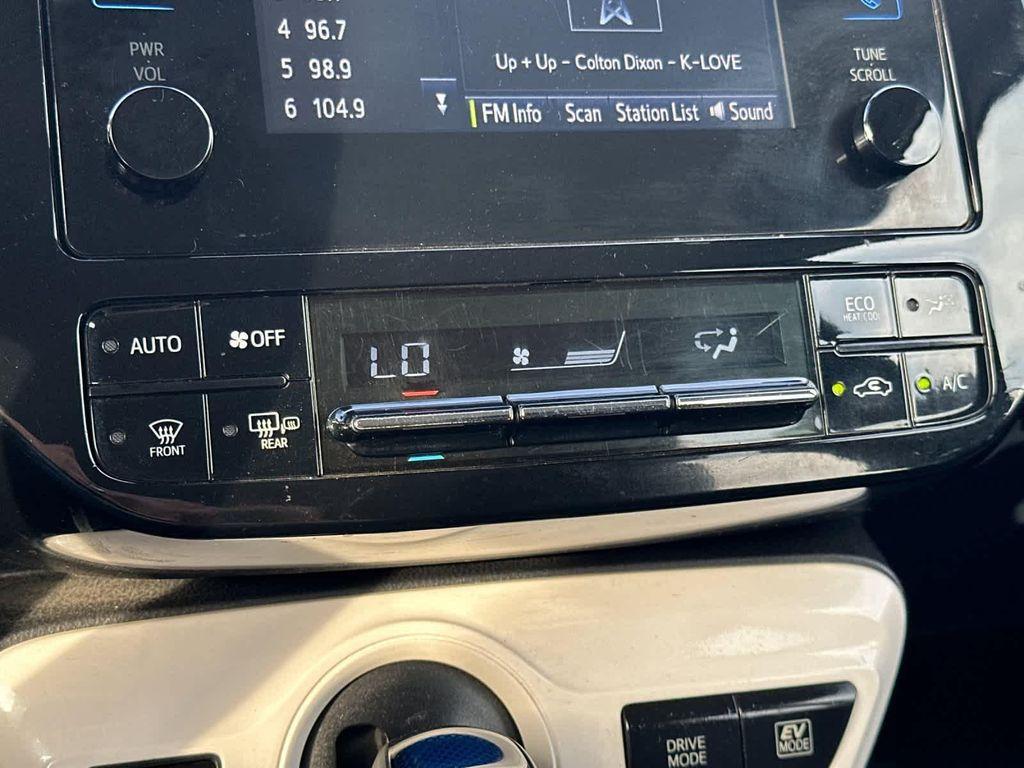 PWR
VOL
4 96.7
5 98.9
6 104.9
Up + Up - Colton Dixon - K-LOVE
FM Info Scan Station List Sound
TUNE
SCROLL
AUTO
OFF
FRONT
REAR
LO
ECO
HEAT/COOL
A/C
DRIVE
MODE
EV
MODE